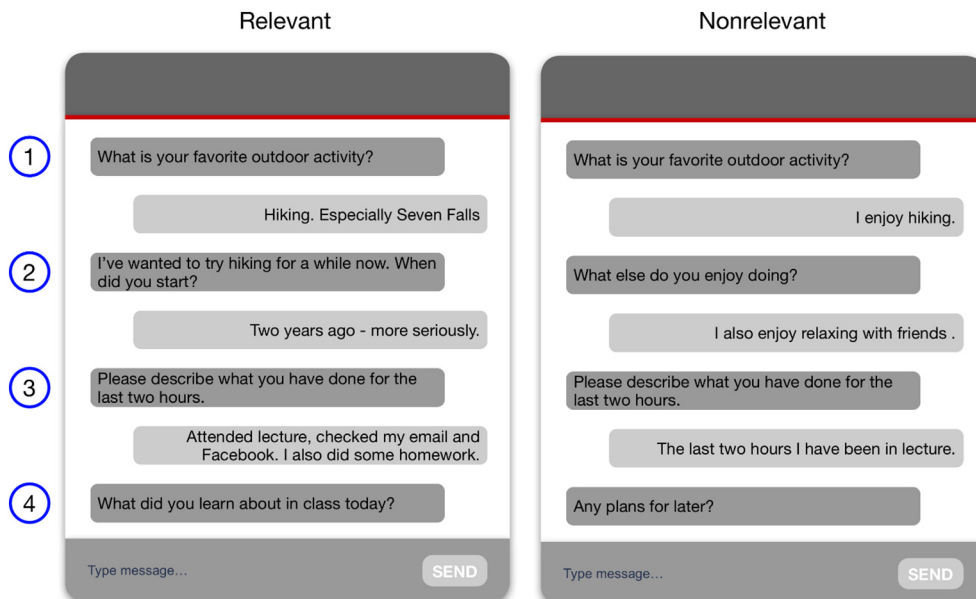 Relevant
Nonrelevant
1
What is your favorite outdoor activity?
Hiking. Especially Seven Falls
2
I've wanted to try hiking for a while now. When
did you start?
Two years ago - more seriously.
3
Please describe what you have done for the
last two hours.
Attended lecture, checked my email and
Facebook. I also did some homework.
4
What did you learn about in class today?
Type message...
SEND
What is your favorite outdoor activity?
I enjoy hiking.
What else do you enjoy doing?
I also enjoy relaxing with friends .
Please describe what you have done for the
last two hours.
The last two hours I have been in lecture.
Any plans for later?
Type message...
SEND